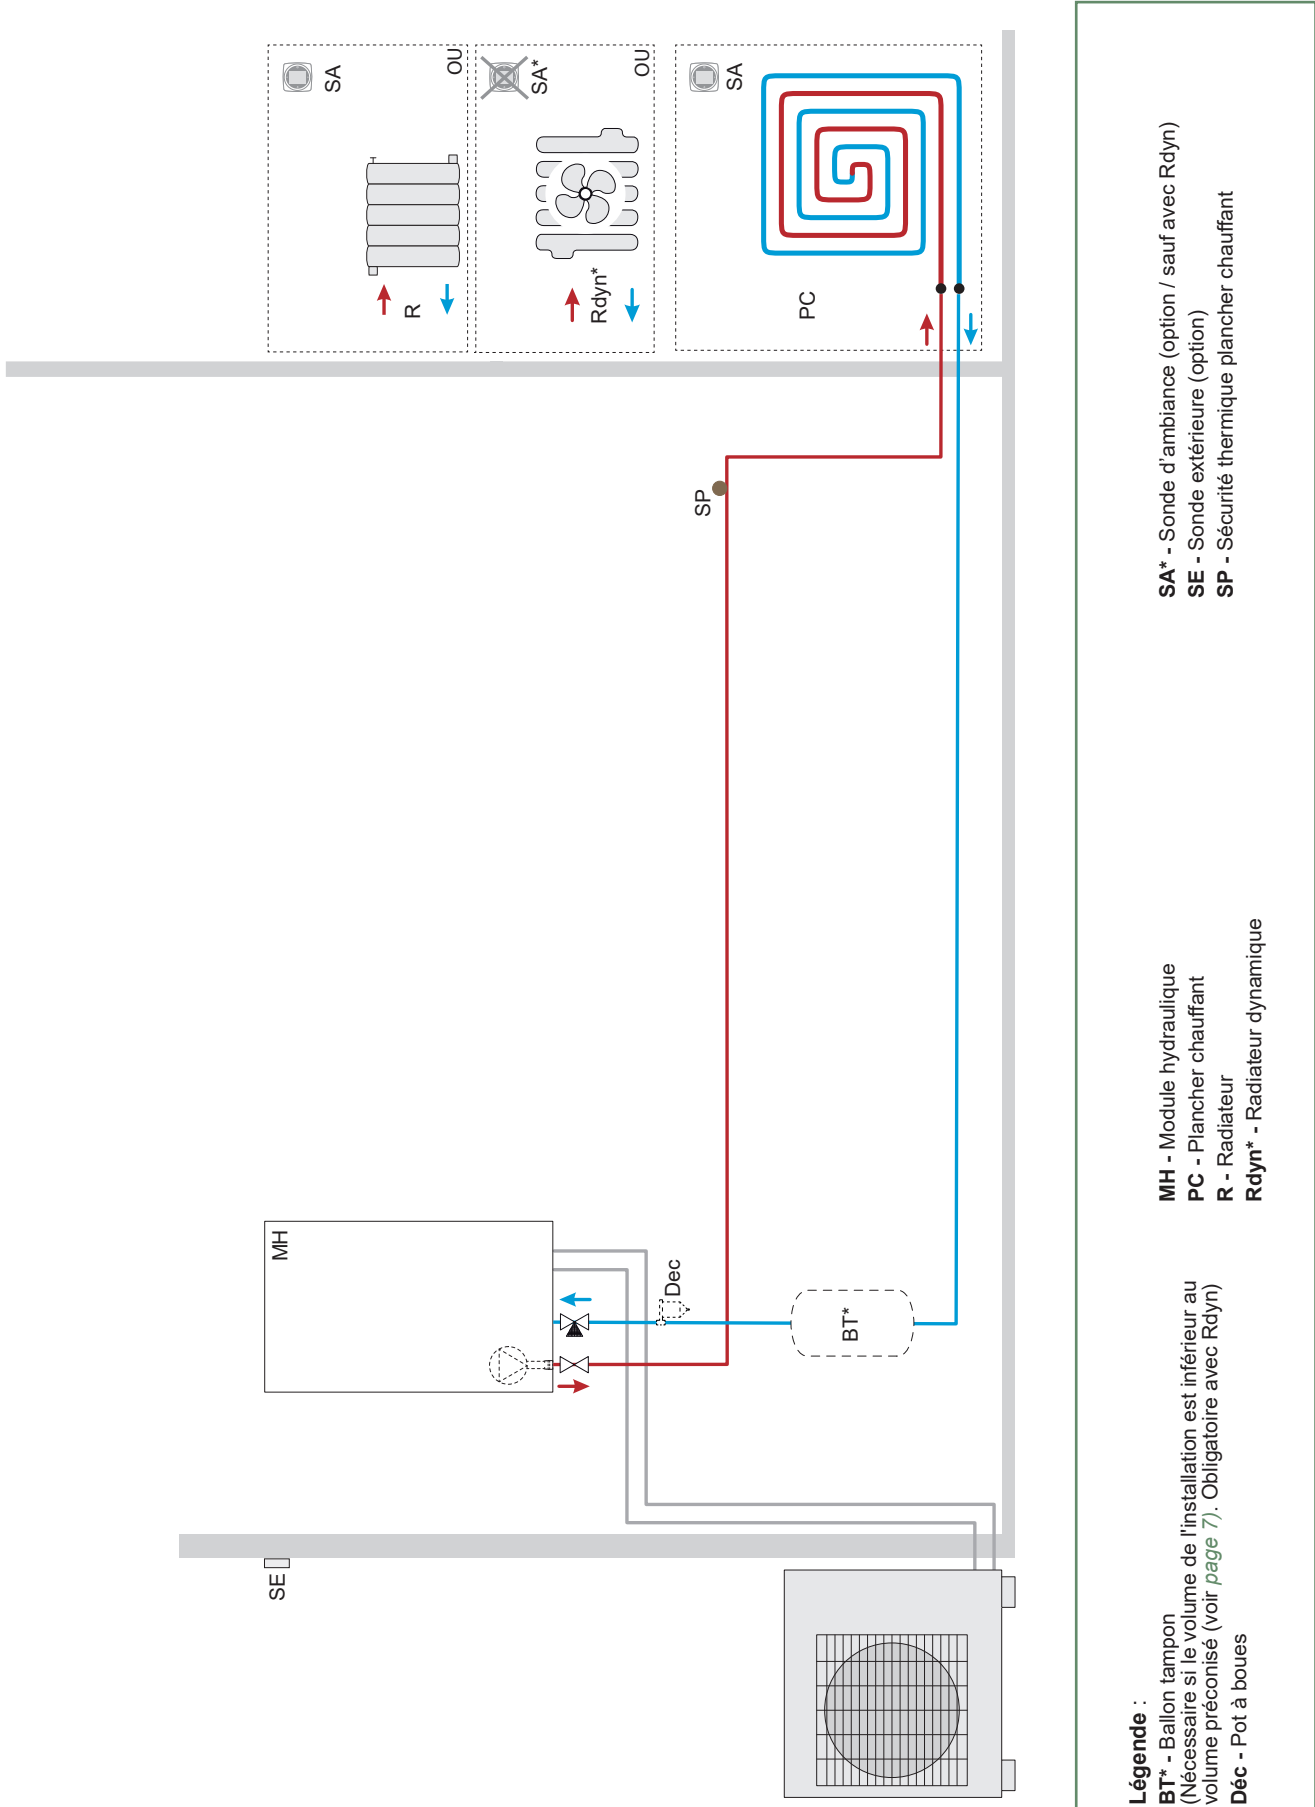 SE
MH
Dec
BT*
SP
SA
R
OU
SA*
Rdyn*
OU
SA
PC
Légende :
BT* - Ballon tampon
(Nécessaire si le volume de l'installation est inférieur au
volume préconisé (voir page 7). Obligatoire avec Rdyn)
Déc - Pot à boues
MH - Module hydraulique
PC - Plancher chauffant
R - Radiateur
Rdyn* - Radiateur dynamique
SA* - Sonde d'ambiance (option / sauf avec Rdyn)
SE - Sonde extérieure (option)
SP - Sécurité thermique plancher chauffant